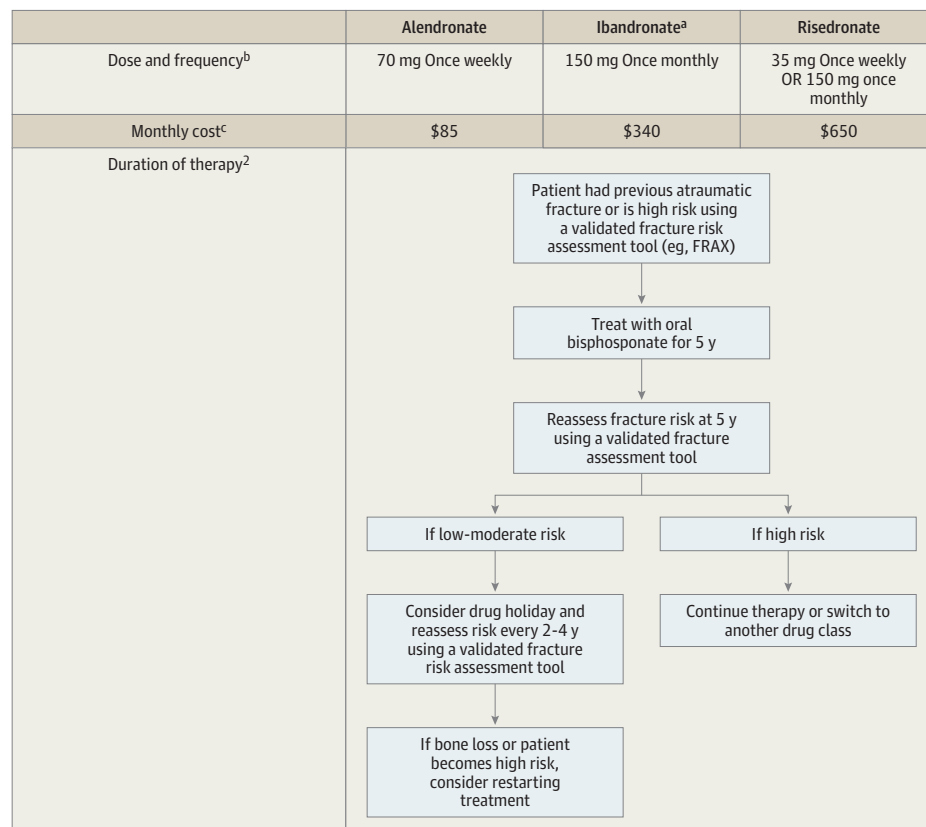 Alendronate Ibandronateᵃ Risedronate
Dose and frequencyᵇ 70 mg Once weekly 150 mg Once monthly 35 mg Once weekly
OR 150 mg once
monthly
Monthly costᶜ $85 $340 $650
Duration of therapy²
Patient had previous atraumatic
fracture or is high risk using
a validated fracture risk
assessment tool (eg, FRAX)
Treat with oral
bisphosponate for 5 y
Reassess fracture risk at 5 y
using a validated fracture
assessment tool
If low-moderate risk
If high risk
Consider drug holiday and
reassess risk every 2-4 y
using a validated fracture
risk assessment tool
Continue therapy or switch to
another drug class
If bone loss or patient
becomes high risk,
consider restarting
treatment